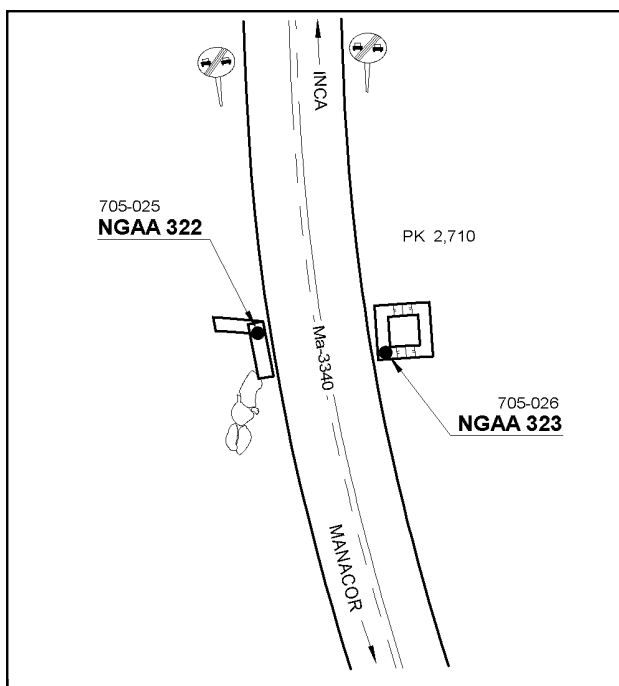 INCA
705-025
NGAA 322
PK 2,710
Ma-3340
705-026
NGAA 323
MANACOR